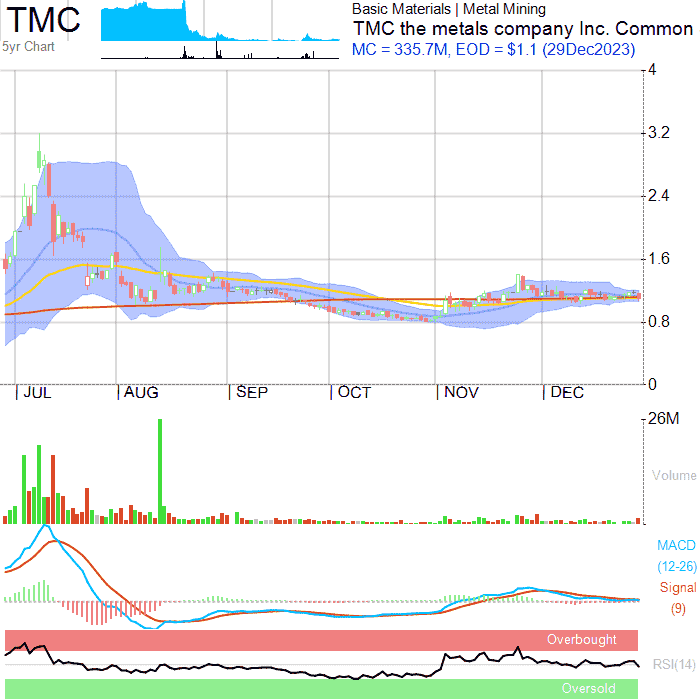 TMC
5yr Chart
Basic Materials | Metal Mining
TMC the metals company Inc. Common
MC = 335.7M, EOD = $1.1 (29Dec2023)
4
3.2
2.4
1.6
0.8
0
JUL AUG SEP OCT NOV DEC
26M
Volume
MACD
(12-26)
Signal
(9)
Overbought
RSI(14)
Oversold